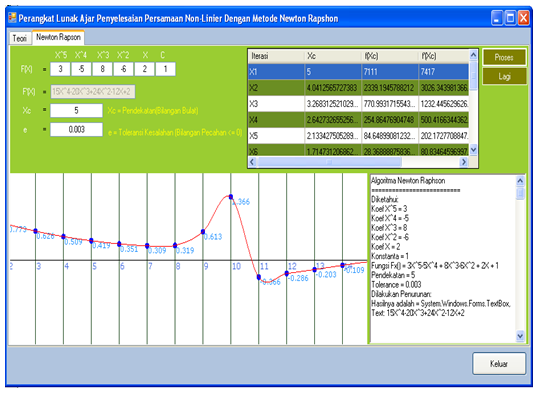 Perangkat Lunak Ajar Penyelesaian Persamaan Non-Linier Dengan Metode Newton Rapshon
Teori Newton Rapson
X^5 X^4 X^3 X^2 X C
F(X) = 3 -5 8 -6 2 1
F'(X) = 15X^4-20X^3+24X^2-12X+2
Xc = 5 Xc = Pendekatan(Bilangan Bulat)
e = 0.003 e = Toleransi Kesalahan (Bilangan Pecahan <= 0)
Iterasi Xc f(Xc) f'(Xc)
X1 5 7111 7417
X2 4.0412565727383 2339.1945788212 3026.343981366
X3 3.268312521029... 770.9931715543... 1232.445629626.
X4 2.642732655256... 254.86476904748 500.4166344362
X5 2.133427505289... 84.64899081232... 202.1727708847.
X6 1.714731206862 28.36888875836 80.83464596997
Proses
Lagi
0.773 0.626 0.509 0.419 0.351 0.309 0.319 0.613 1.366 -0.366 -0.286 -0.203 -0.109
2 3 4 5 6 7 8 9 10 11 12 13
Algoritma Newton Raphson
==========================
Diketahui:
Koef X^5 = 3
Koef X^4 = -5
Koef X^3 = 8
Koef X^2 = -6
Koef X = 2
Konstanta = 1
Fungsi Fx() = 3X^5-5X^4 + 8X^3-6X^2 + 2X + 1
Pendekatan = 5
Tolerance = 0.003
Dilakukan Penurunan:
Hasilnya adalah = System.Windows.Forms.TextBox,
Text: 15X^4-20X^3+24X^2-12X+2
Keluar